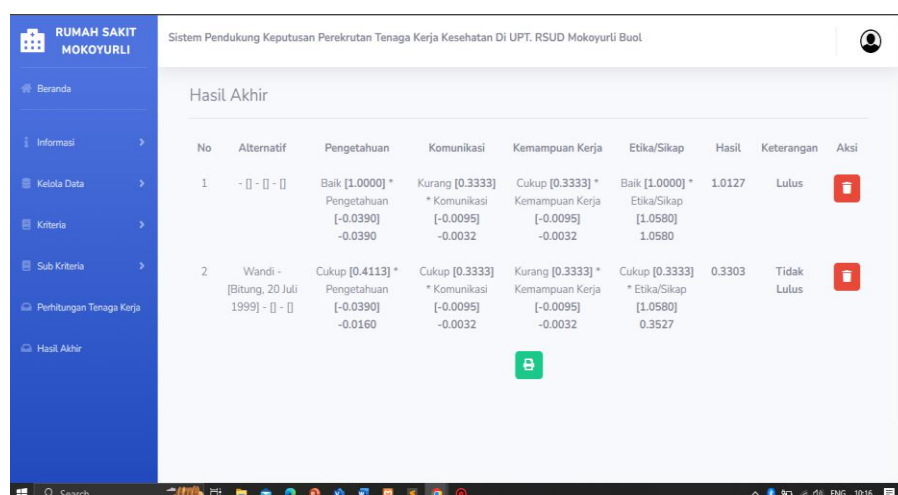 RUMAH SAKIT
MOKOYURLI
Sistem Pendukung Keputusan Perekrutan Tenaga Kerja Kesehatan Di UPT. RSUD Mokoyurli Buol
Beranda
Informasi
Kelola Data
Kriteria
Sub Kriteria
Perhitungan Tenaga Kerja
Hasil Akhir
Hasil Akhir
No Alternatif Pengetahuan Komunikasi Kemampuan Kerja Etika/Sikap Hasil Keterangan Aksi
1 - [] - [] - [] Baik [1.0000] * Kurang [0.3333] Cukup [0.3333] * Baik [1.0000] * 1.0127 Lulus
Pengetahuan * Komunikasi Kemampuan Kerja Etika/Sikap
[-0.0390] [-0.0095] [-0.0095] [1.0580]
-0.0390 -0.0032 -0.0032 1.0580
2 Wandi - Cukup [0.4113] * Cukup [0.3333] Kurang [0.3333] * Cukup [0.3333] 0.3303 Tidak
[Bitung, 20 Juli Pengetahuan * Komunikasi Kemampuan Kerja * Etika/Sikap Lulus
1999] - [] - [] [-0.0390] [-0.0095] [-0.0095] [1.0580]
-0.0160 -0.0032 -0.0032 0.3527
Search ENG 10:16